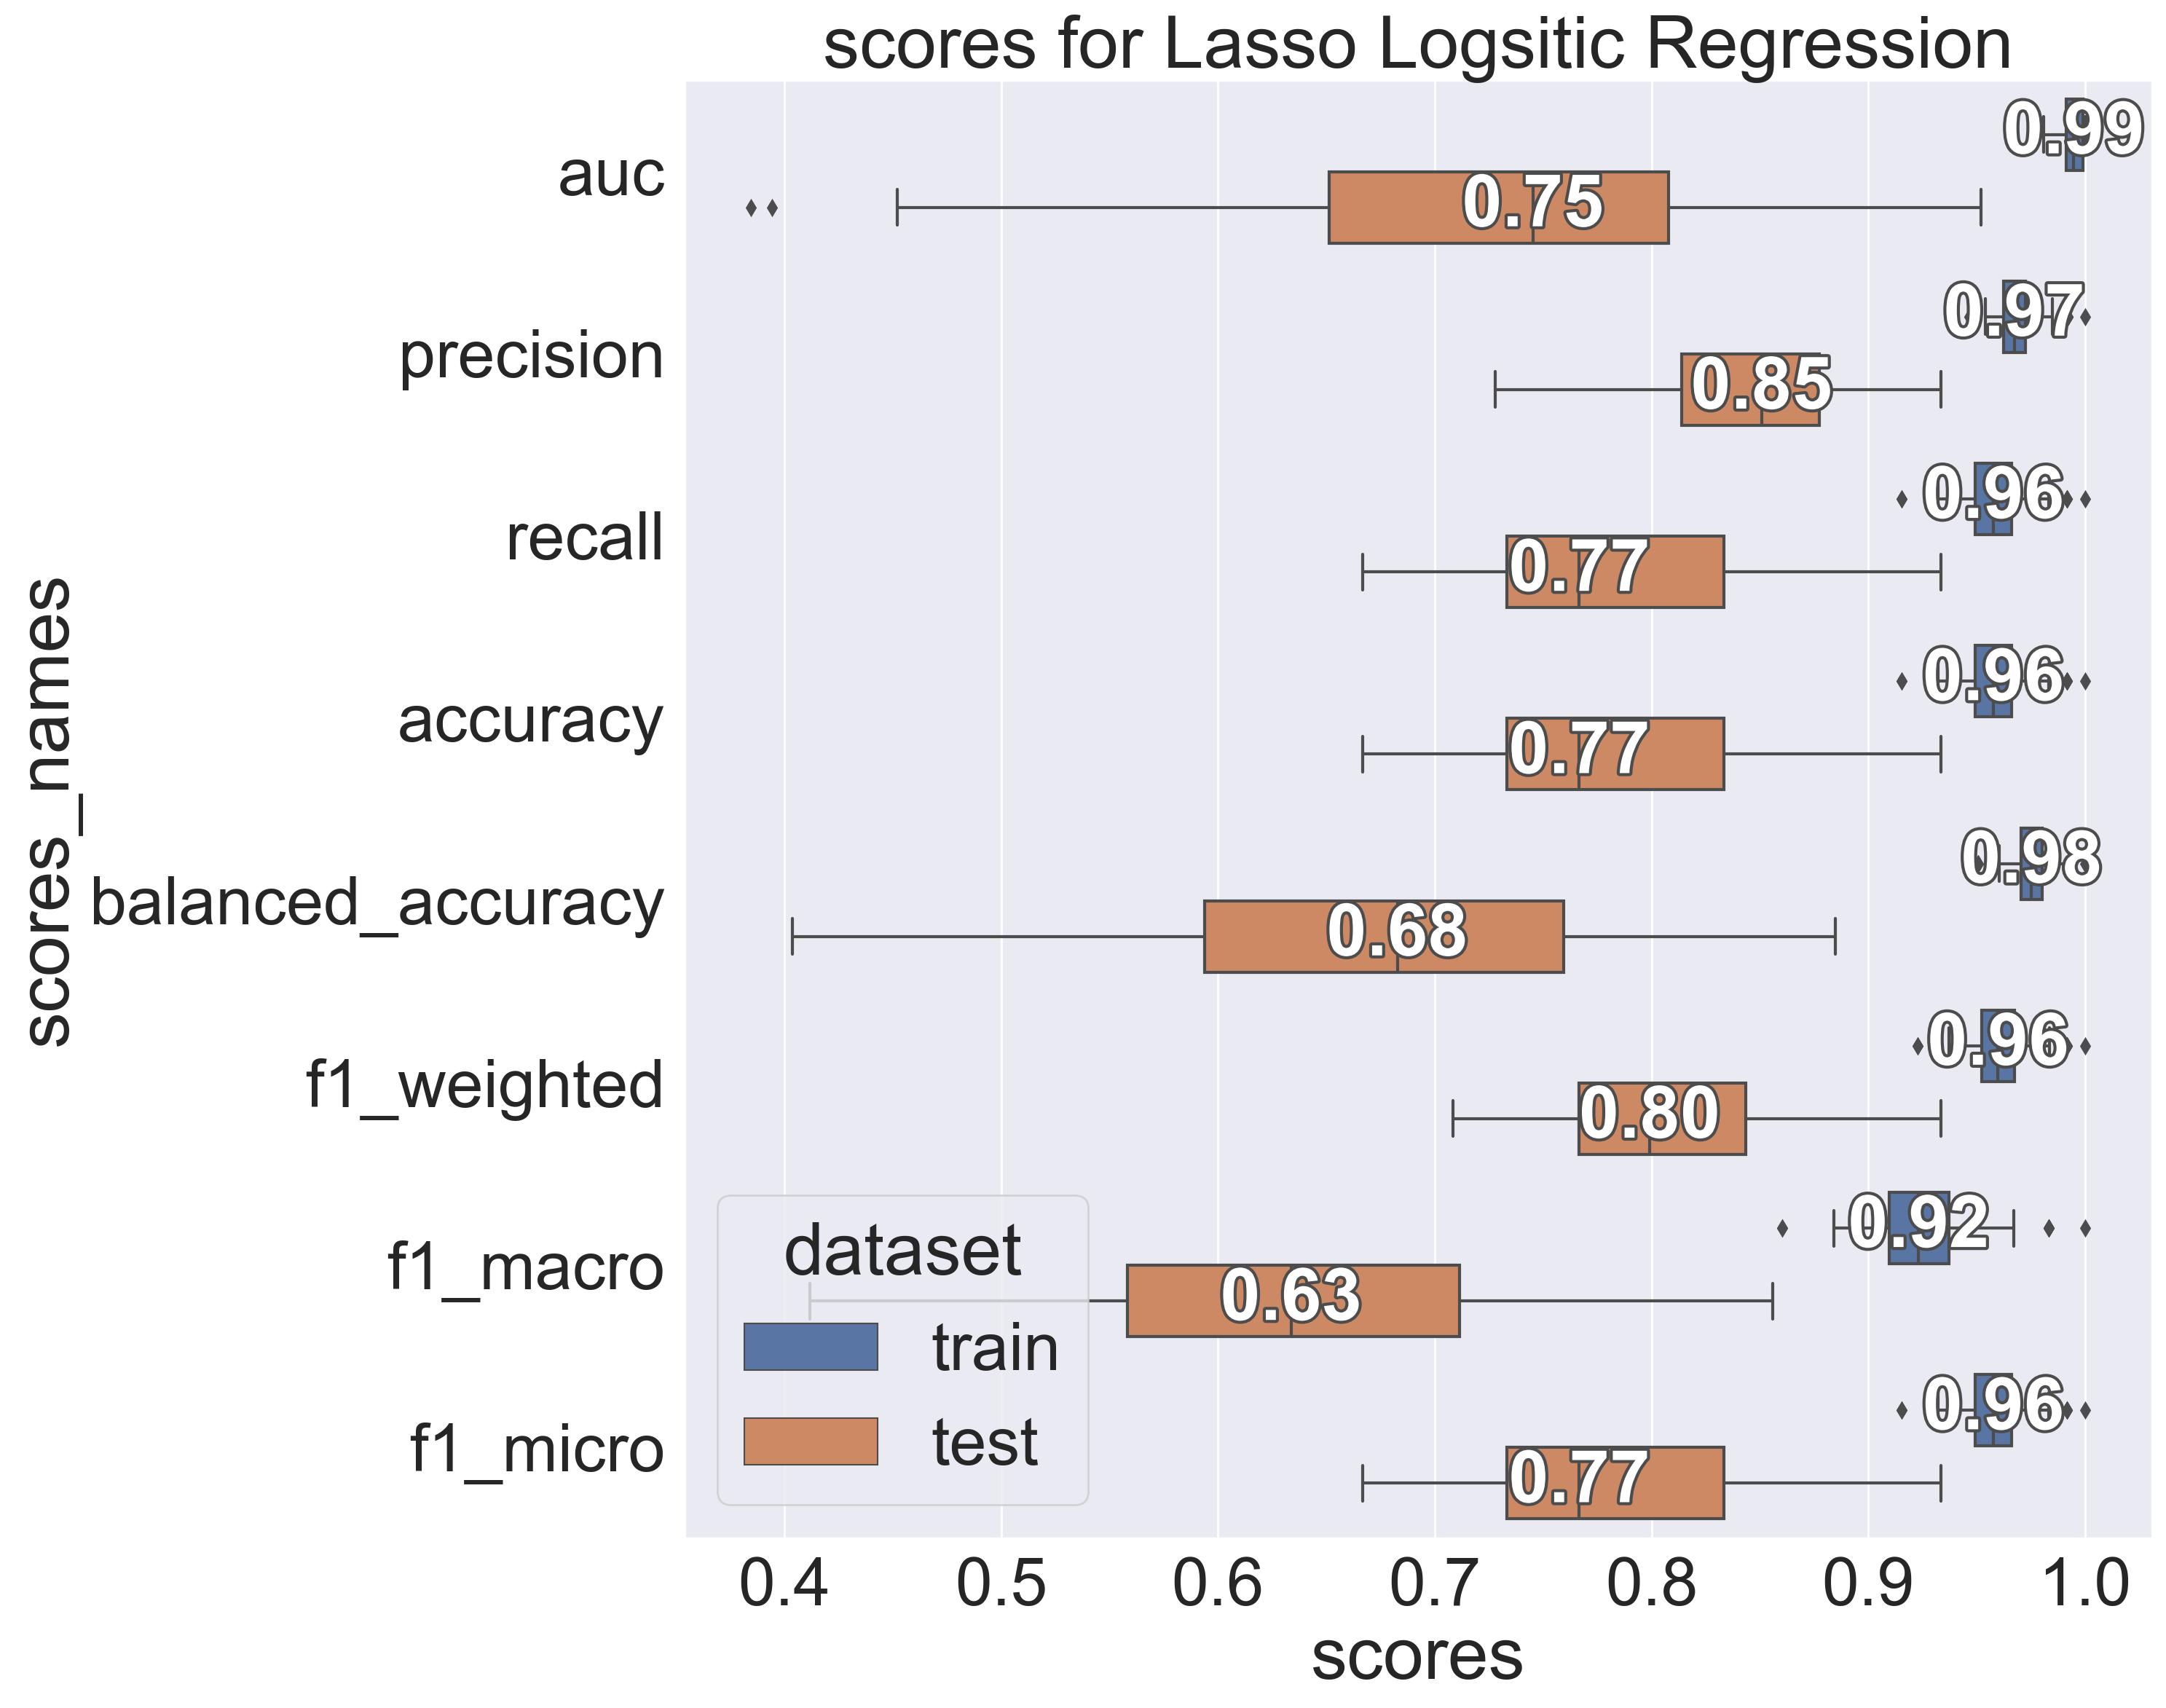 scores for Lasso Logsitic Regression
auc
0.99
0.75
precision
0.97
0.85
recall
0.96
0.77
accuracy
0.96
0.77
balanced_accuracy
0.98
0.68
f1_weighted
0.96
0.80
f1_macro
0.92
0.63
f1_micro
0.96
0.77
scores_names
dataset
train
test
0.4 0.5 0.6 0.7 0.8 0.9 1.0
scores